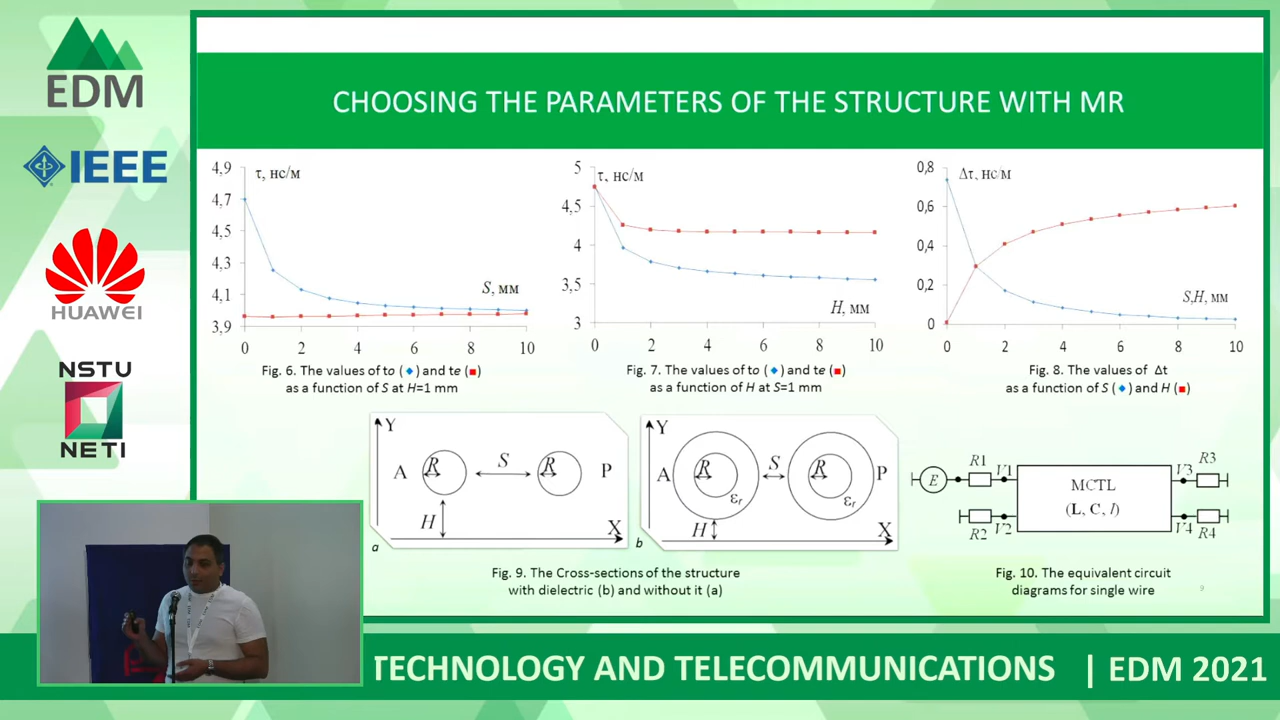 EDM
IEEE
HUAWEI
NSTU
NETI
CHOOSING THE PARAMETERS OF THE STRUCTURE WITH MR
4,9
4,7
4,5
4,3
4,1
3,9
τ, нс/м
S, мм
0 2 4 6 8 10
Fig. 6. The values of to (◆) and te (■)
as a function of S at H=1 mm
5
4,5
4
3,5
3
τ, нс/м
H, мм
0 2 4 6 8 10
Fig. 7. The values of to (◆) and te (■)
as a function of H at S=1 mm
0,8
0,6
0,4
0,2
0
Δτ, нс/м
S,H, мм
0 2 4 6 8 10
Fig. 8. The values of Δt
as a function of S (◆) and H (■)
Y
A R S R P
H
X
a
Y
A R S R P
εr εr
H
X
b
Fig. 9. The Cross-sections of the structure
with dielectric (b) and without it (a)
E R1 V1 V3 R3
MCTL
(L, C, l)
R2 V2 V4 R4
Fig. 10. The equivalent circuit
diagrams for single wire
9
TECHNOLOGY AND TELECOMMUNICATIONS | EDM 2021